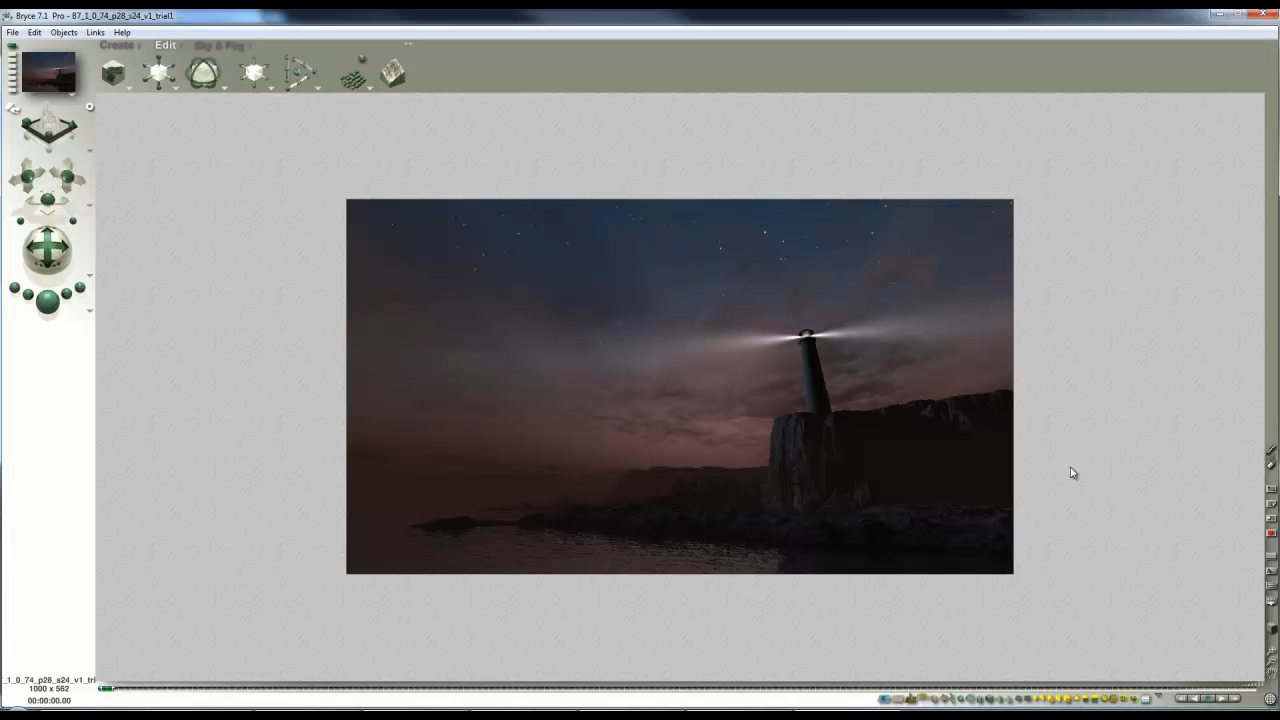 Bryce 7.1 Pro - B7_1_0_74_p28_s24_v1_trial1
File Edit Objects Links Help
Create Edit Sky & Fog
_1_0_74_p28_s24_v1_tri
1000 x 562
00:00:00.00